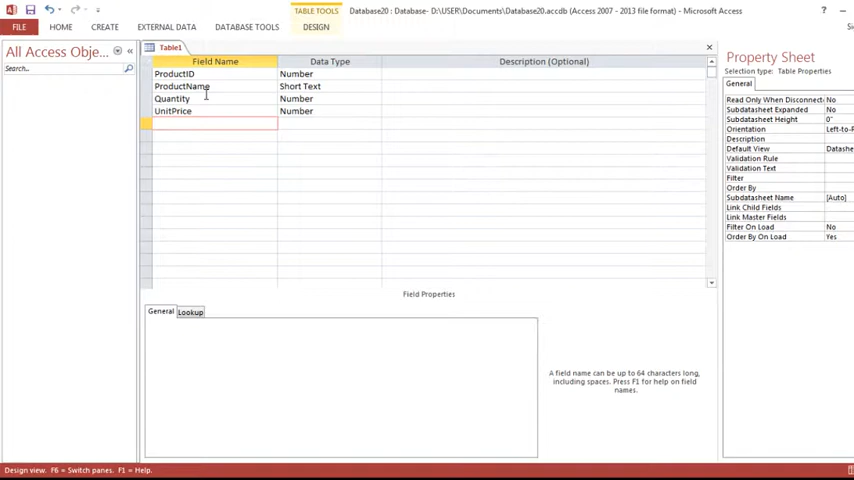 TABLE TOOLS
Database20 : Database- D:\USER\Documents\Database20.accdb (Access 2007 - 2013 file format) - Microsoft Access
FILE
HOME
CREATE
EXTERNAL DATA
DATABASE TOOLS
DESIGN
All Access Obje...
Search..
Table1
Field Name
Data Type
Description (Optional)
ProductID
Number
ProductName
Short Text
Quantity
Number
UnitPrice
Number
Field Properties
General
Lookup
A field name can be up to 64 characters long,
including spaces. Press F1 for help on field
names.
Property Sheet
Selection type: Table Properties
General
Read Only When Disconnect
No
Subdatasheet Expanded
No
Subdatasheet Height
0"
Orientation
Left-to-
Description
Default View
Datashe
Validation Rule
Validation Text
Filter
Order By
Subdatasheet Name
[Auto]
Link Child Fields
Link Master Fields
Filter On Load
No
Order By On Load
Yes
Design view. F6 = Switch panes. F1 = Help.